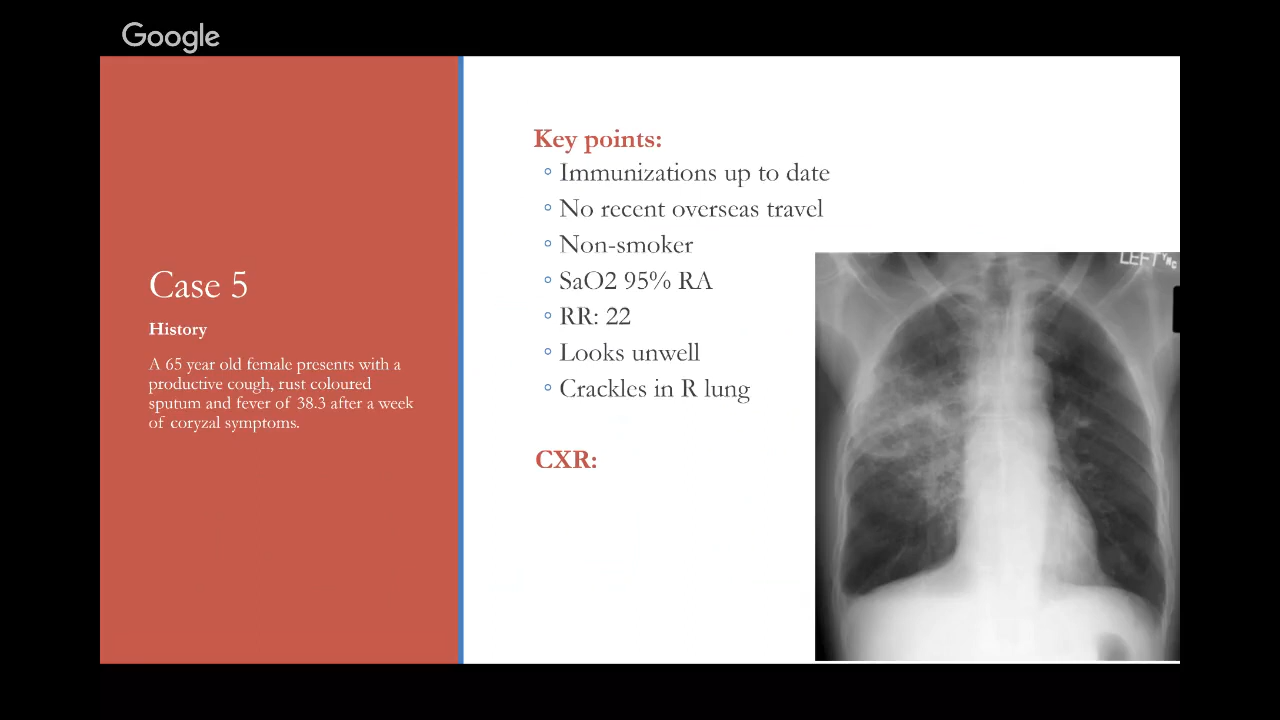 Google
Case 5
History
A 65 year old female presents with a
productive cough, rust coloured
sputum and fever of 38.3 after a week
of coryzal symptoms.
Key points:
Immunizations up to date
No recent overseas travel
Non-smoker
SaO2 95% RA
RR: 22
Looks unwell
Crackles in R lung
CXR:
LEFT